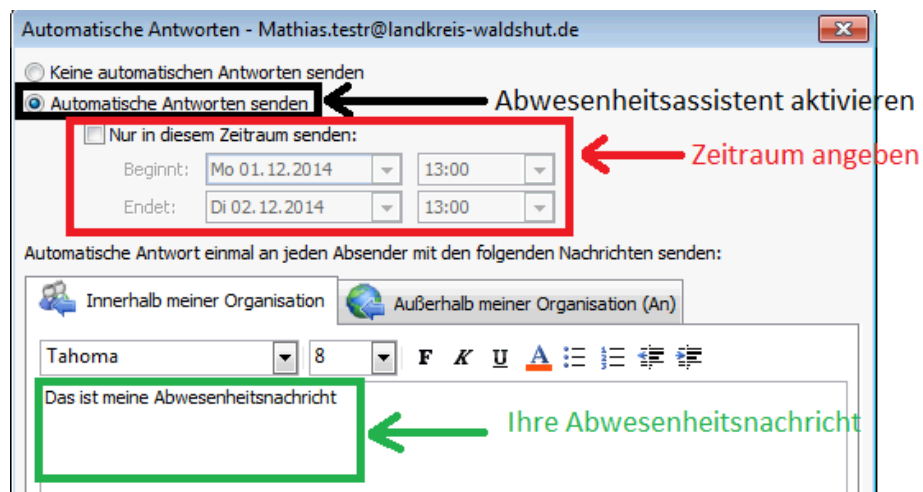 Automatische Antworten - Mathias.testr@landkreis-waldshut.de
Keine automatischen Antworten senden
Automatische Antworten senden
Abwesenheitsassistent aktivieren
Nur in diesem Zeitraum senden:
Zeitraum angeben
Beginnt: Mo 01.12.2014 13:00
Endet: Di 02.12.2014 13:00
Automatische Antwort einmal an jeden Absender mit den folgenden Nachrichten senden:
Innerhalb meiner Organisation Außerhalb meiner Organisation (An)
Tahoma 8 F K U A
Das ist meine Abwesenheitsnachricht
Ihre Abwesenheitsnachricht